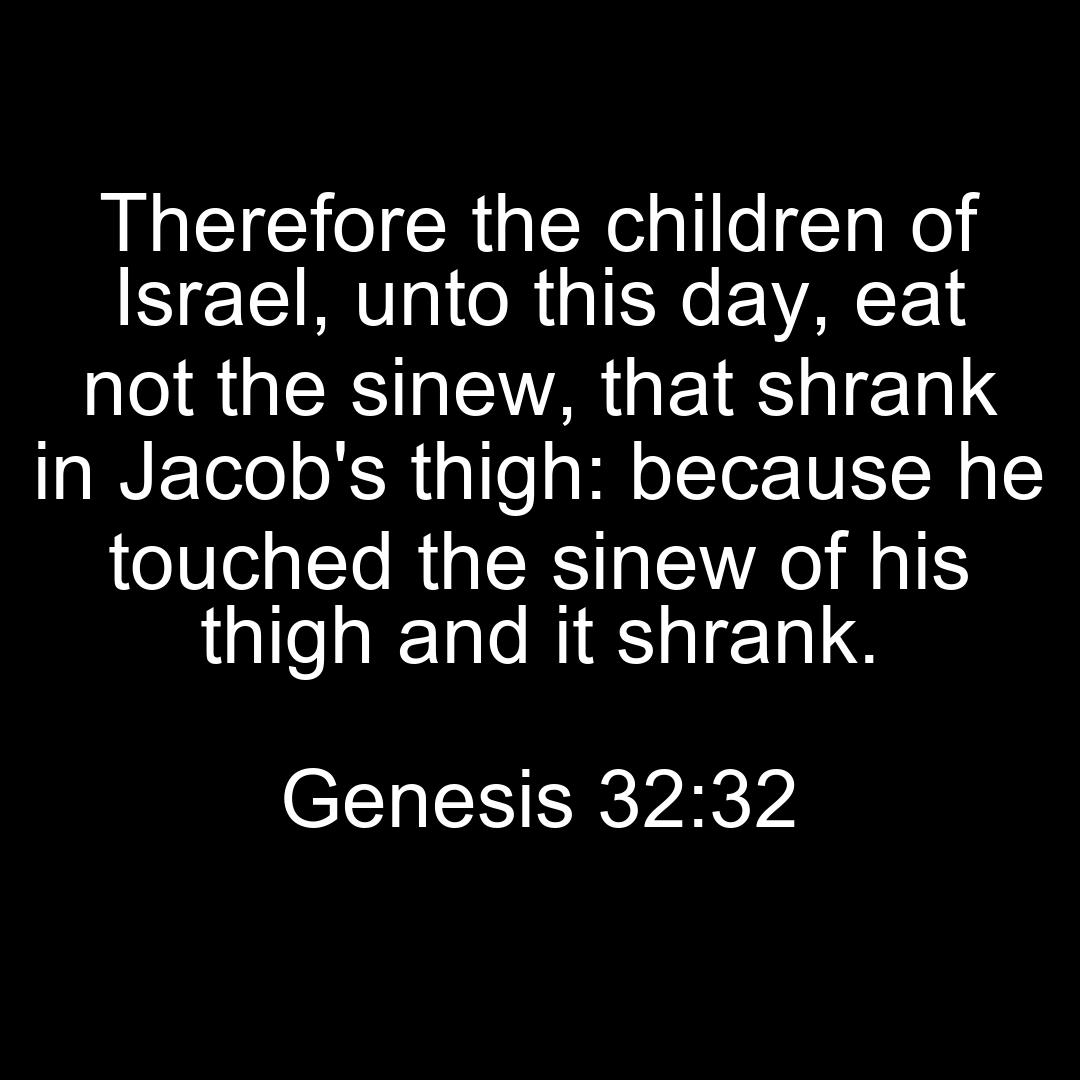 Therefore the children of
Israel, unto this day, eat
not the sinew, that shrank
in Jacob's thigh: because he
touched the sinew of his
thigh and it shrank.
Genesis 32:32